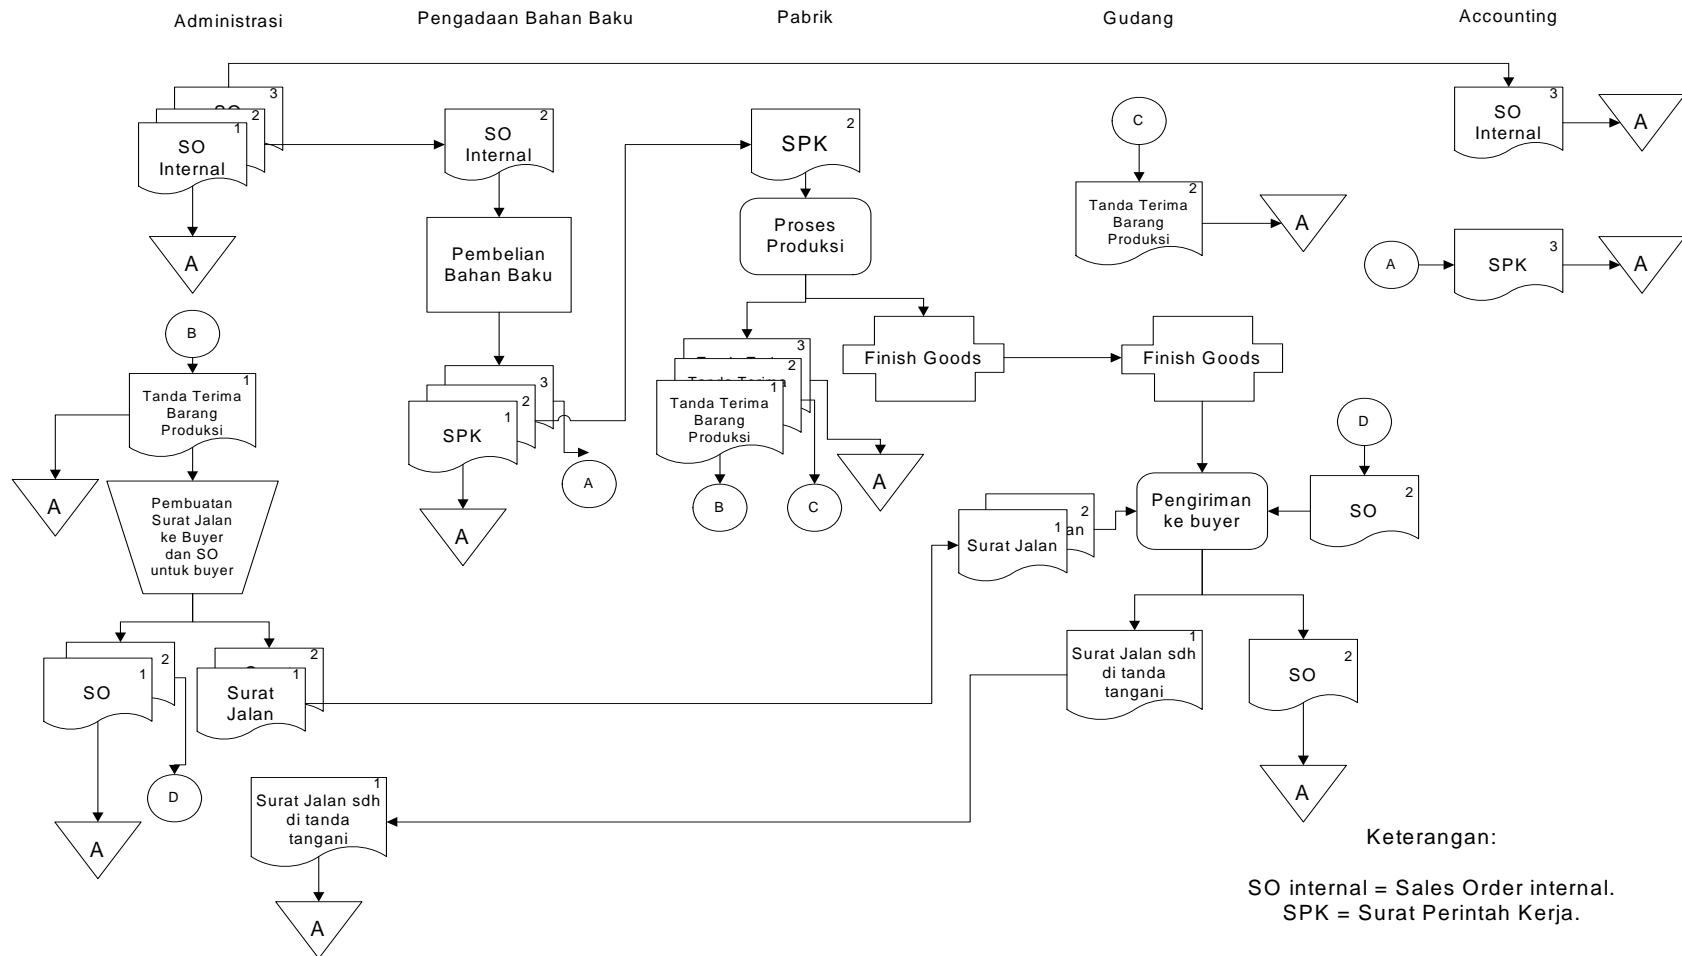 Administrasi
Pengadaan Bahan Baku
Pabrik
Gudang
Accounting
3
SO
2
1
SO
Internal
A
2
SO
Internal
2
SPK
C
2
Tanda Terima
Barang
Produksi
A
3
SO
Internal
A
Pembelian
Bahan Baku
Proses
Produksi
A
3
SPK
A
B
1
Tanda Terima
Barang
Produksi
A
3
2
1
SPK
A
A
3
2
Tanda Terima
1
Tanda Terima
Barang
Produksi
B
C
A
Finish Goods
Finish Goods
D
2
SO
Pembuatan
Surat Jalan
ke Buyer
dan SO
untuk buyer
2
an
1
Surat Jalan
Pengiriman
ke buyer
2
1
SO
A
D
2
1
Surat
Jalan
1
Surat Jalan sdh
di tanda
tangani
2
SO
A
1
Surat Jalan sdh
di tanda
tangani
A
Keterangan:
SO internal = Sales Order internal.
SPK = Surat Perintah Kerja.